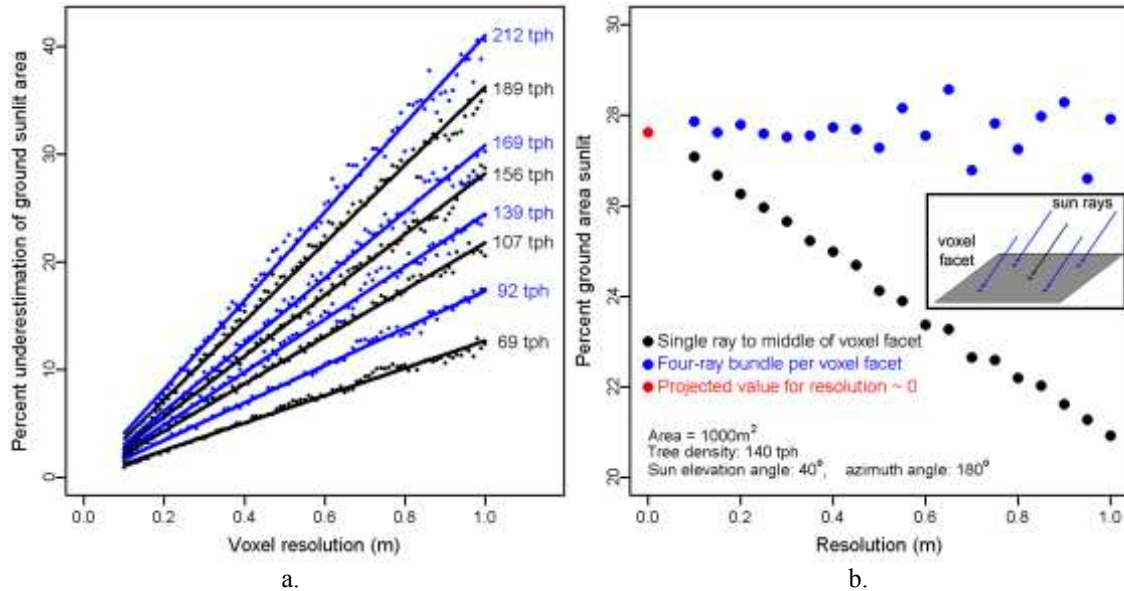 Percent underestimation of ground sunlit area
40
30
20
10
0
212 tph
189 tph
169 tph
156 tph
139 tph
107 tph
92 tph
69 tph
0.0 0.2 0.4 0.6 0.8 1.0
Voxel resolution (m)
a.
Percent ground area sunlit
30
28
26
24
22
20
sun rays
voxel
facet
Single ray to middle of voxel facet
Four-ray bundle per voxel facet
Projected value for resolution ~ 0
Area = 1000m²
Tree density: 140 tph
Sun elevation angle: 40°, azimuth angle: 180°
0.0 0.2 0.4 0.6 0.8 1.0
Resolution (m)
b.